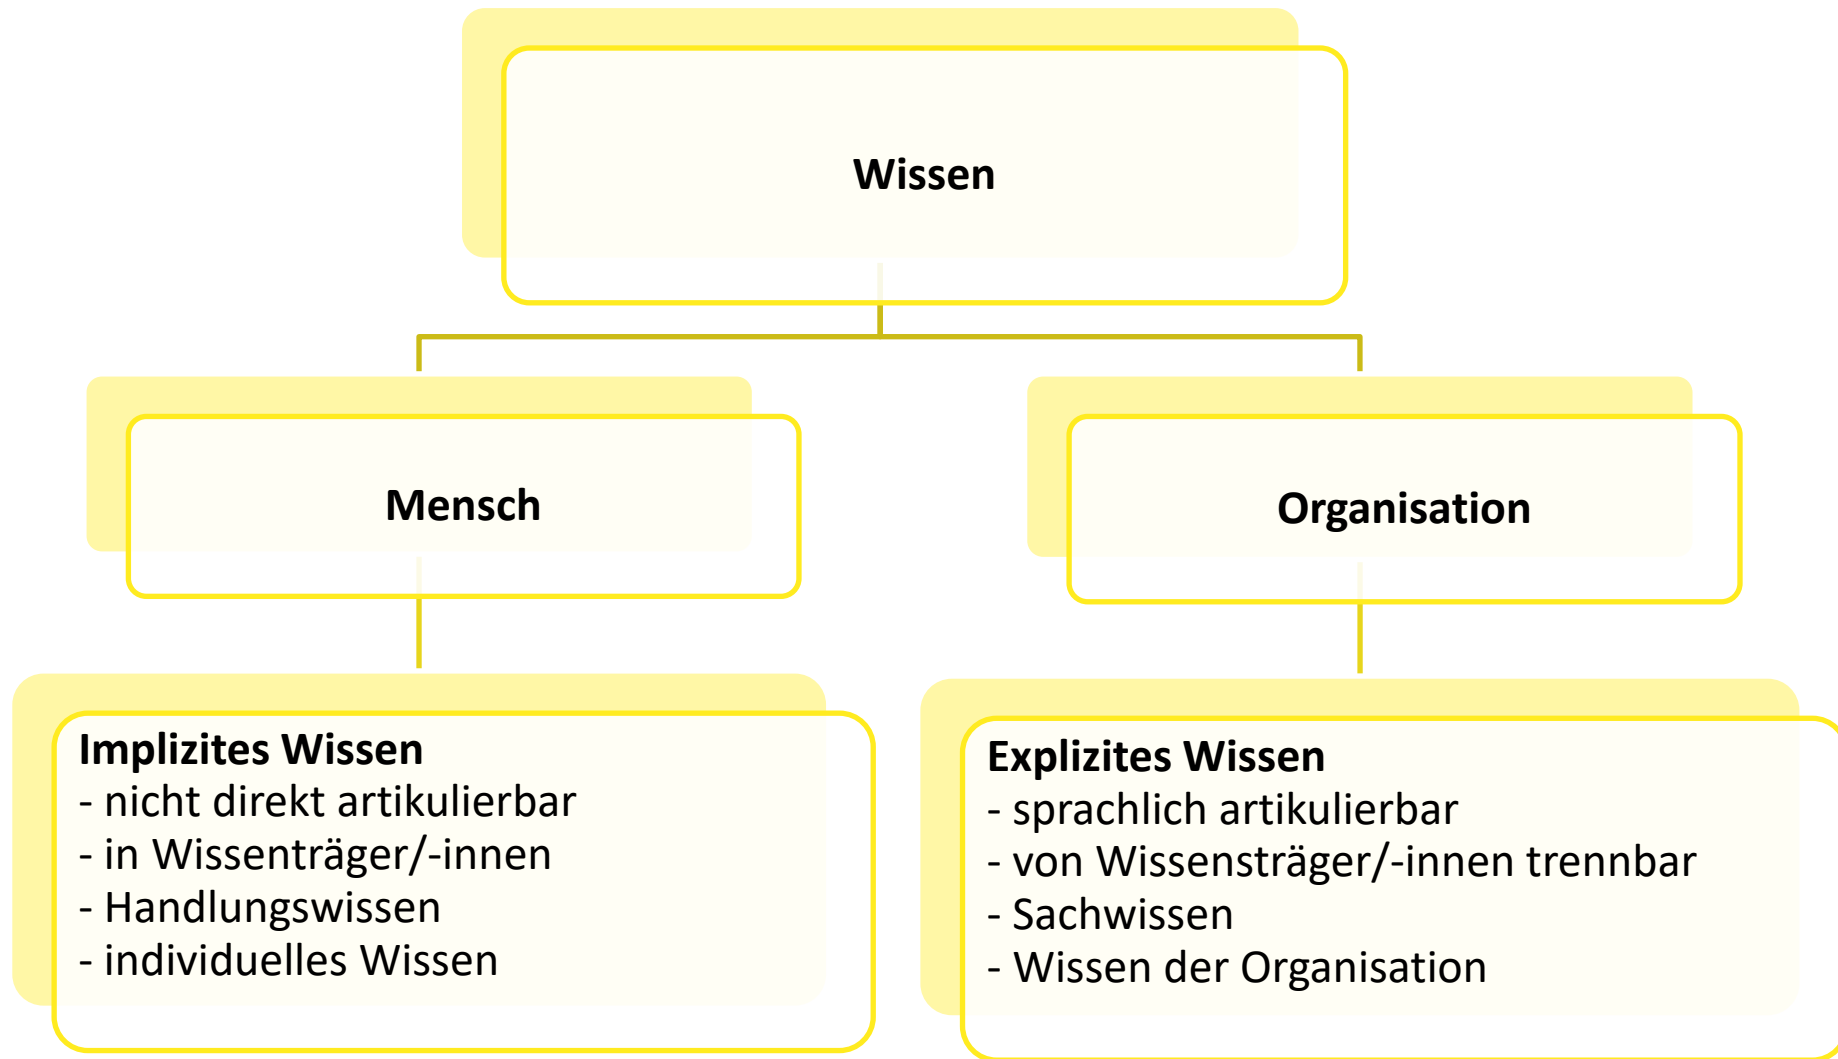 Wissen
Mensch
Organisation
Implizites Wissen
- nicht direkt artikulierbar
- in Wissenträger/-innen
- Handlungswissen
- individuelles Wissen
Explizites Wissen
- sprachlich artikulierbar
- von Wissensträger/-innen trennbar
- Sachwissen
- Wissen der Organisation